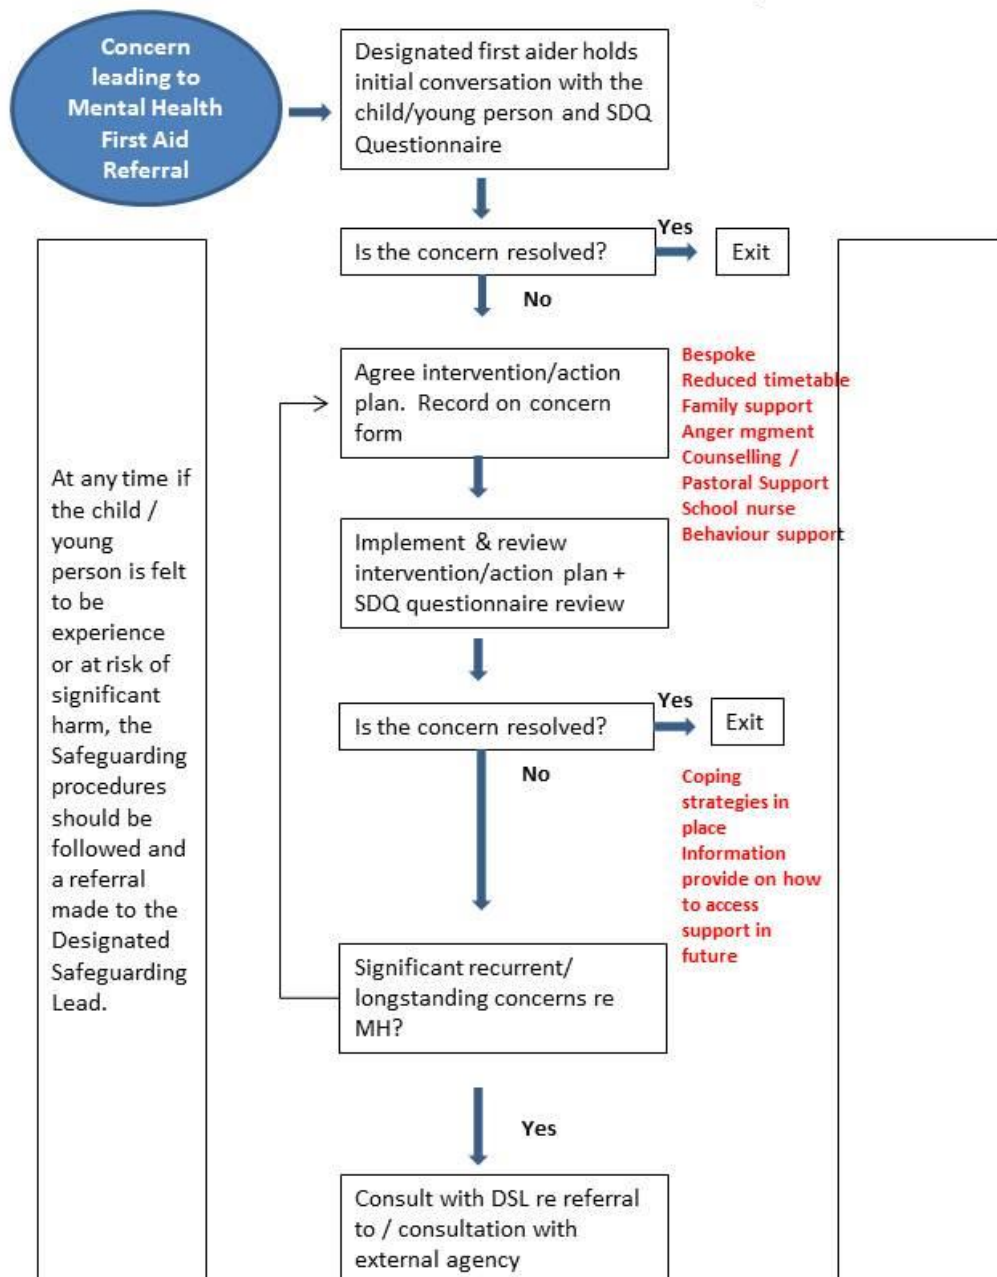 Concern
leading to
Mental Health
First Aid
Referral
Designated first aider holds
initial conversation with the
child/young person and SDQ
Questionnaire
Is the concern resolved?
Yes
Exit
No
Agree intervention/action
plan. Record on concern
form
Bespoke
Reduced timetable
Family support
Anger mgment
Counselling /
Pastoral Support
School nurse
Behaviour support
At any time if
the child /
young
person is felt
to be
experience
or at risk of
significant
harm, the
Safeguarding
procedures
should be
followed and
a referral
made to the
Designated
Safeguarding
Lead.
Implement & review
intervention/action plan +
SDQ questionnaire review
Is the concern resolved?
Yes
Exit
No
Coping
strategies in
place
Information
provide on how
to access
support in
future
Significant recurrent/
longstanding concerns re
MH?
Yes
Consult with DSL re referral
to / consultation with
external agency